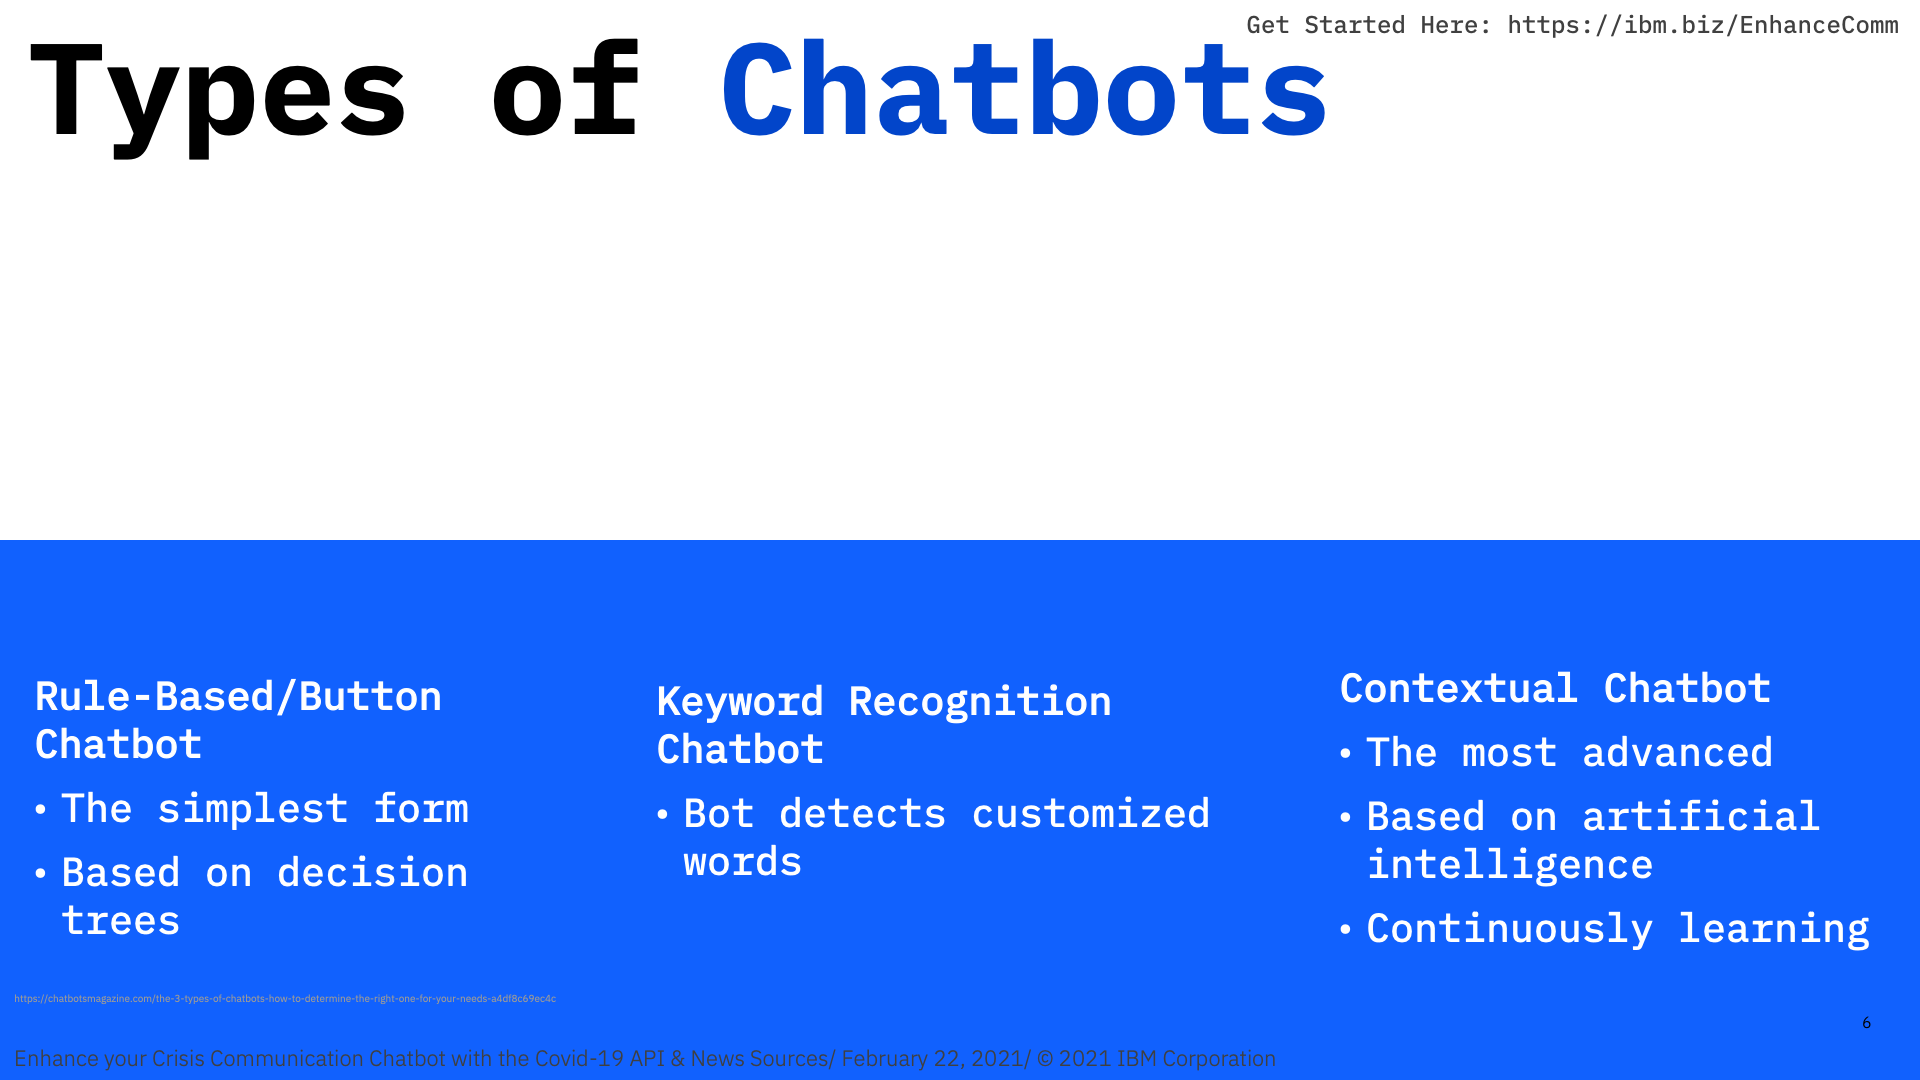 Get Started Here: https://ibm.biz/EnhanceComm
Types of Chatbots
Rule-Based/Button
Chatbot
• The simplest form
• Based on decision
trees
Keyword Recognition
Chatbot
• Bot detects customized
words
Contextual Chatbot
• The most advanced
• Based on artificial
intelligence
• Continuously learning
https://chatbotsmagazine.com/the-3-types-of-chatbots-how-to-determine-the-right-one-for-your-needs-a4df8c69ec4c
6
Enhance your Crisis Communication Chatbot with the Covid-19 API & News Sources/ February 22, 2021/ © 2021 IBM Corporation